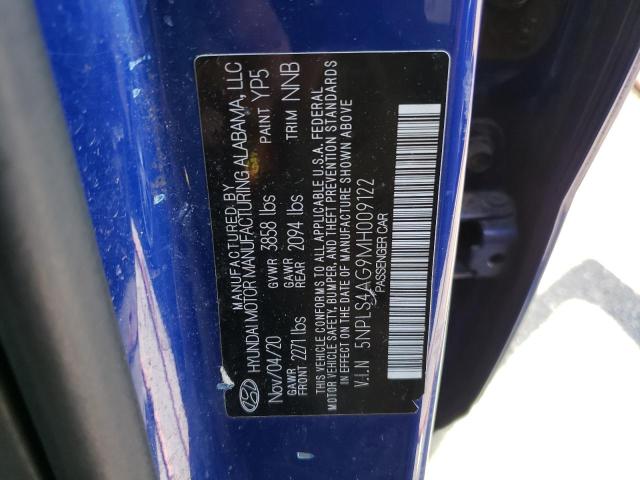 MANUFACTURED BY
HYUNDAI MOTOR MANUFACTURING ALABAMA, LLC
Nov/04/20 GVWR 3858 lbs PAINT YP5
GAWR FRONT 2271 lbs GAWR REAR 2094 lbs TRIM NNB
THIS VEHICLE CONFORMS TO ALL APPLICABLE U.S.A. FEDERAL
MOTOR VEHICLE SAFETY, BUMPER, AND THEFT PREVENTION STANDARDS
IN EFFECT ON THE DATE OF MANUFACTURE SHOWN ABOVE
V.I.N 5NPLS4AG9MH009122
PASSENGER CAR